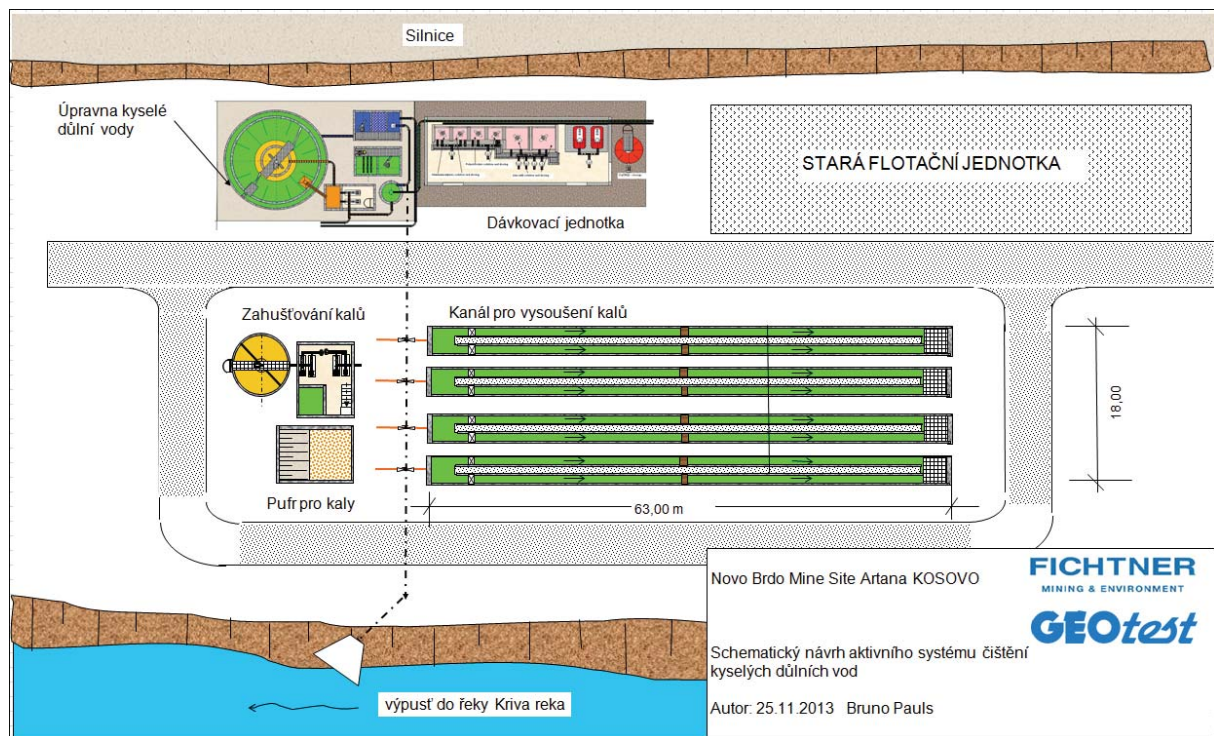 Silnice
Úpravna kyselé
důlní vody
STARÁ FLOTAČNÍ JEDNOTKA
Dávkovací jednotka
Zahušťování kalů
Kanál pro vysoušení kalů
18,00
Pufr pro kaly
63,00 m
Novo Brdo Mine Site Artana KOSOVO
FICHTNER
MINING & ENVIRONMENT
GEOtest
Schematický návrh aktivního systému čištění
kyselých důlních vod
Autor: 25.11.2013 Bruno Pauls
výpusť do řeky Kriva reka